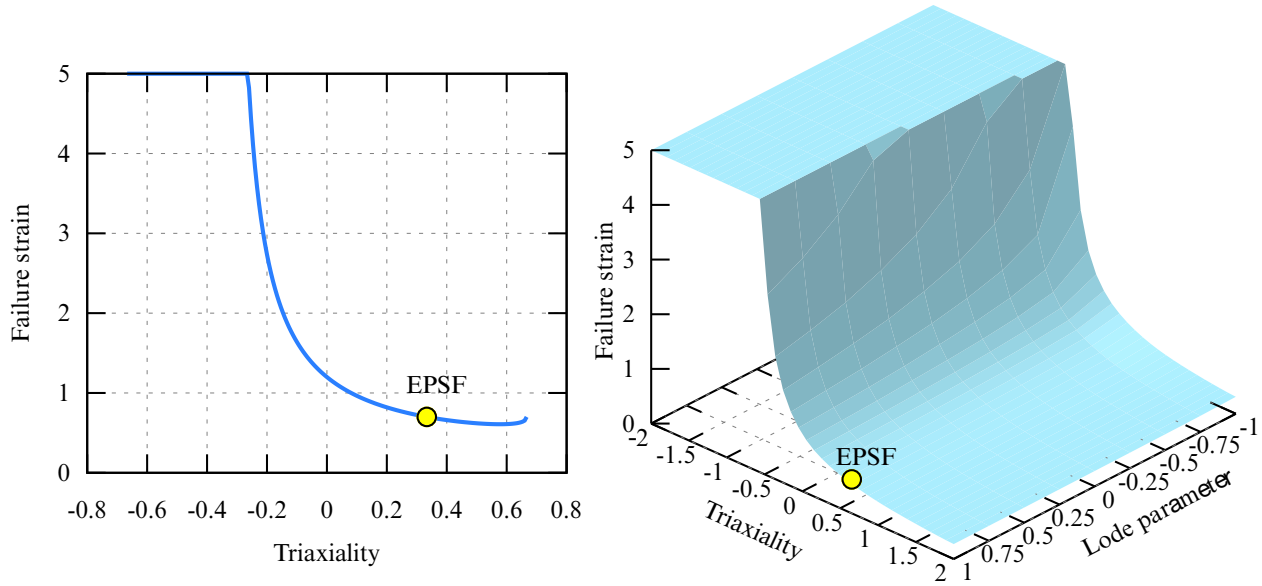 5
4
3
2
1
0
Failure strain
EPSF
-0.8 -0.6 -0.4 -0.2 0 0.2 0.4 0.6 0.8
Triaxiality
5
4
3
2
1
0
Failure strain
EPSF
-2 -1.5 -1 -0.5 0 0.5 1 1.5 2
Triaxiality
1 0.75 0.5 0.25 0 -0.25 -0.5 -0.75 -1
Lode parameter